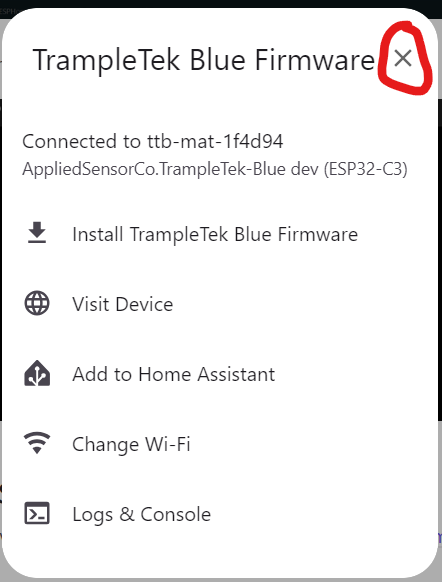 TrampleTek Blue Firmware
Connected to ttb-mat-1f4d94
AppliedSensorCo.TrampleTek-Blue dev (ESP32-C3)
Install TrampleTek Blue Firmware
Visit Device
Add to Home Assistant
Change Wi-Fi
Logs & Console